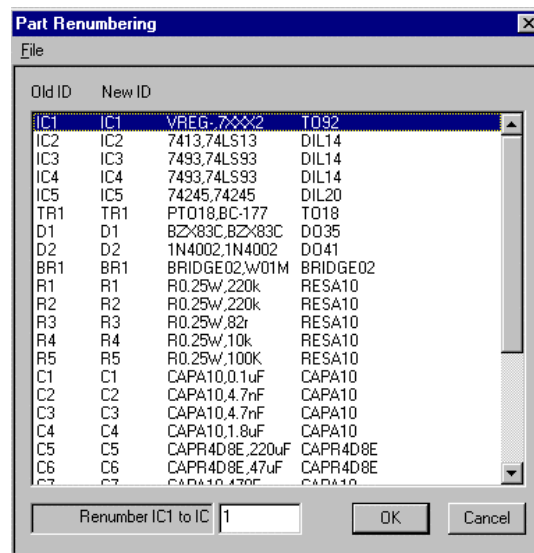 Part Renumbering
File
Old ID New ID
IC1 IC1 VREG-,7XXX2 TO92
IC2 IC2 7413,74LS13 DIL14
IC3 IC3 7493,74LS93 DIL14
IC4 IC4 7493,74LS93 DIL14
IC5 IC5 74245,74245 DIL20
TR1 TR1 PTO18,BC-177 TO18
D1 D1 BZX83C,BZX83C DO35
D2 D2 1N4002,1N4002 DO41
BR1 BR1 BRIDGE02,W01M BRIDGE02
R1 R1 R0.25W,220k RESA10
R2 R2 R0.25W,220k RESA10
R3 R3 R0.25W,82r RESA10
R4 R4 R0.25W,10k RESA10
R5 R5 R0.25W,100K RESA10
C1 C1 CAPA10,0.1uF CAPA10
C2 C2 CAPA10,4.7nF CAPA10
C3 C3 CAPA10,4.7nF CAPA10
C4 C4 CAPA10,1.8uF CAPA10
C5 C5 CAPR4D8E,220uF CAPR4D8E
C6 C6 CAPR4D8E,47uF CAPR4D8E
C7 C7 CAPA10
Renumber IC1 to IC 1
OK Cancel